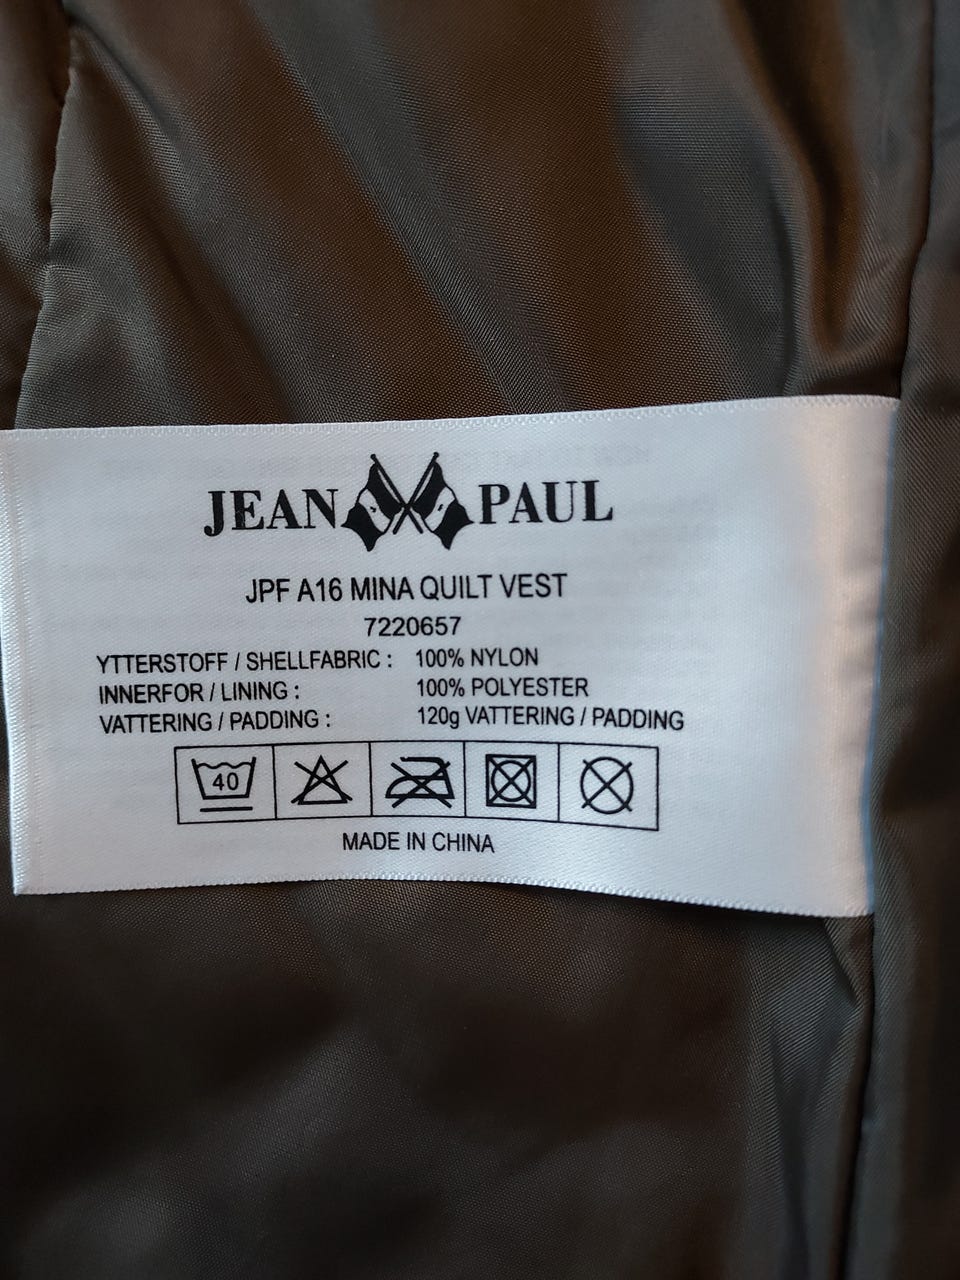 JEAN PAUL
JPF A16 MINA QUILT VEST
7220657
YTTERSTOFF / SHELLFABRIC : 100% NYLON
INNERFOR / LINING : 100% POLYESTER
VATTERING / PADDING : 120g VATTERING / PADDING
40
MADE IN CHINA